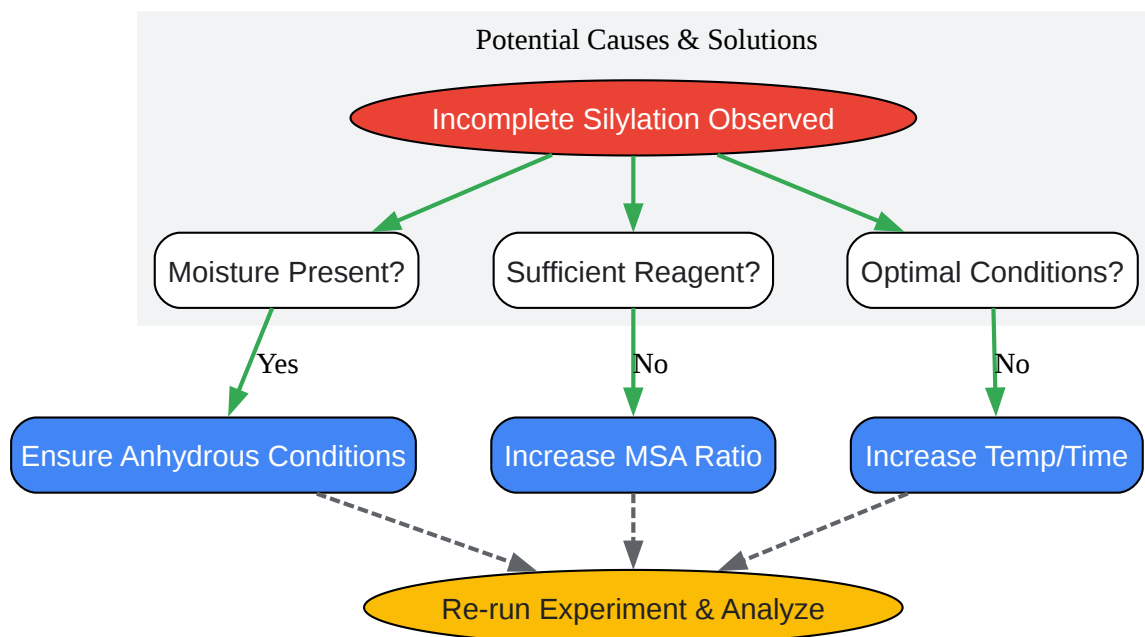 Potential Causes & Solutions
Incomplete Silylation Observed
Moisture Present?
Sufficient Reagent?
Optimal Conditions?
Yes
No
No
Ensure Anhydrous Conditions
Increase MSA Ratio
Increase Temp/Time
Re-run Experiment & Analyze